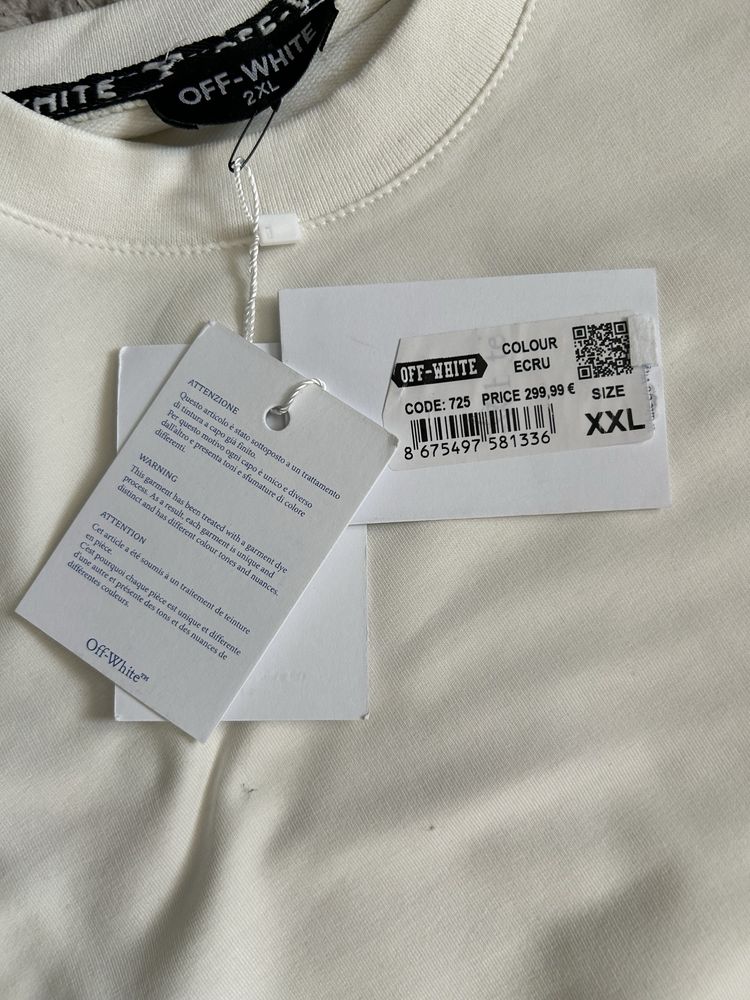 WHITE
OFF-W
OFF-WHITE
2XL
OFF-WHITE
COLOUR
ECRU
CODE: 725 PRICE 299,99 €
SIZE
XXL
8 675497 581336
ATTENZIONE
Questo articolo è stato sottoposto a un trattamento
di tintura a capo già finito.
Per questo motivo ogni capo è unico e diverso
dall'altro e presenta toni e sfumature di colore
differenti.
WARNING
This garment has been treated with a garment dye
process. As a result, each garment is unique and
distinct and has different colour tones and nuances.
ATTENTION
Cet article a été soumis à un traitement de teinture
en pièce.
C'est pourquoi chaque pièce est unique et différente
d'une autre et présente des tons et des nuances de
différentes couleurs.
Off-White™